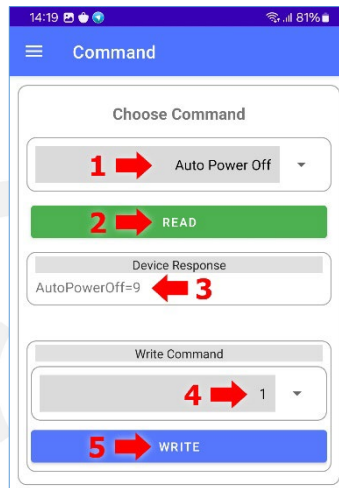 14:19 81%
Command
Choose Command
1 Auto Power Off
2 READ
Device Response
AutoPowerOff=9 3
Write Command
4 1
5 WRITE